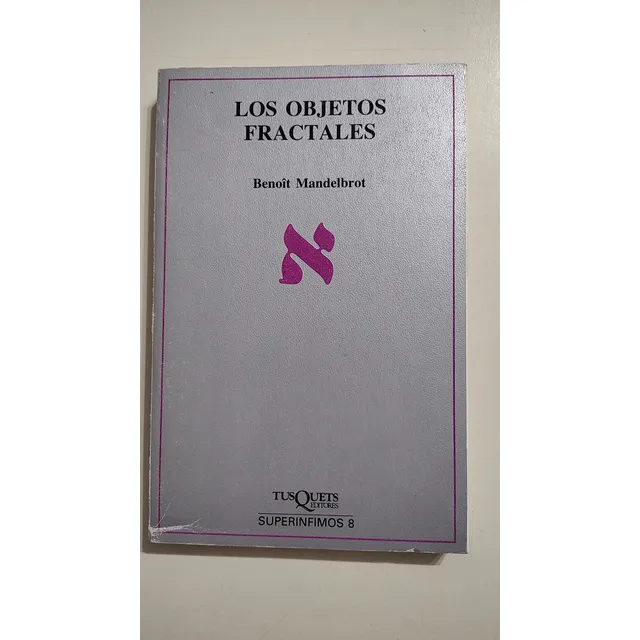 LOS OBJETOS
FRACTALES
Benoît Mandelbrot
א
TUSQUETS
EDITORES
SUPERINFIMOS 8